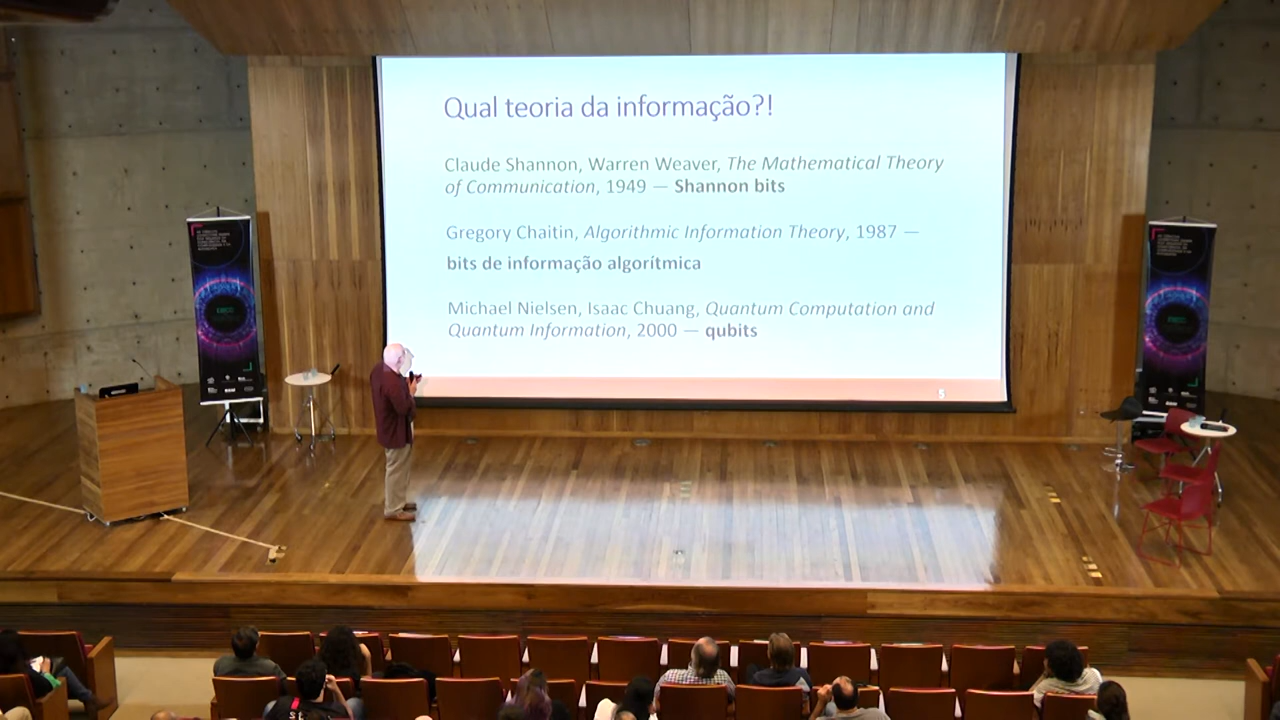 Qual teoria da informação?!
Claude Shannon, Warren Weaver, The Mathematical Theory
of Communication, 1949 — Shannon bits
Gregory Chaitin, Algorithmic Information Theory, 1987 —
bits de informação algorítmica
Michael Nielsen, Isaac Chuang, Quantum Computation and
Quantum Information, 2000 — qubits
5